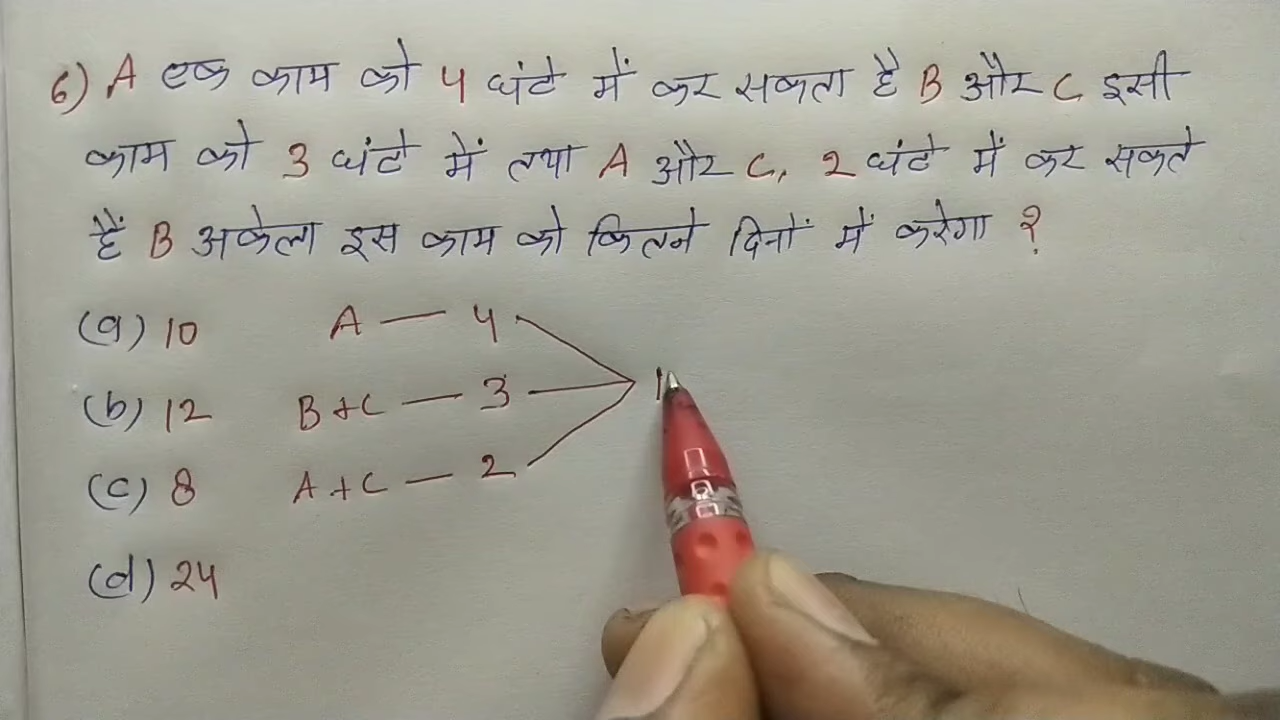 6) A एक काम को 4 घंटे में कर सकता है B और C इसी
काम को 3 घंटो में तथा A और C, 2 घंटे में कर सकते
हैं B अकेला इस काम को कितने दिनों में करेगा ?
(a) 10
(b) 12
(c) 8
(d) 24
A — 4
B+C — 3
A+C — 2
1